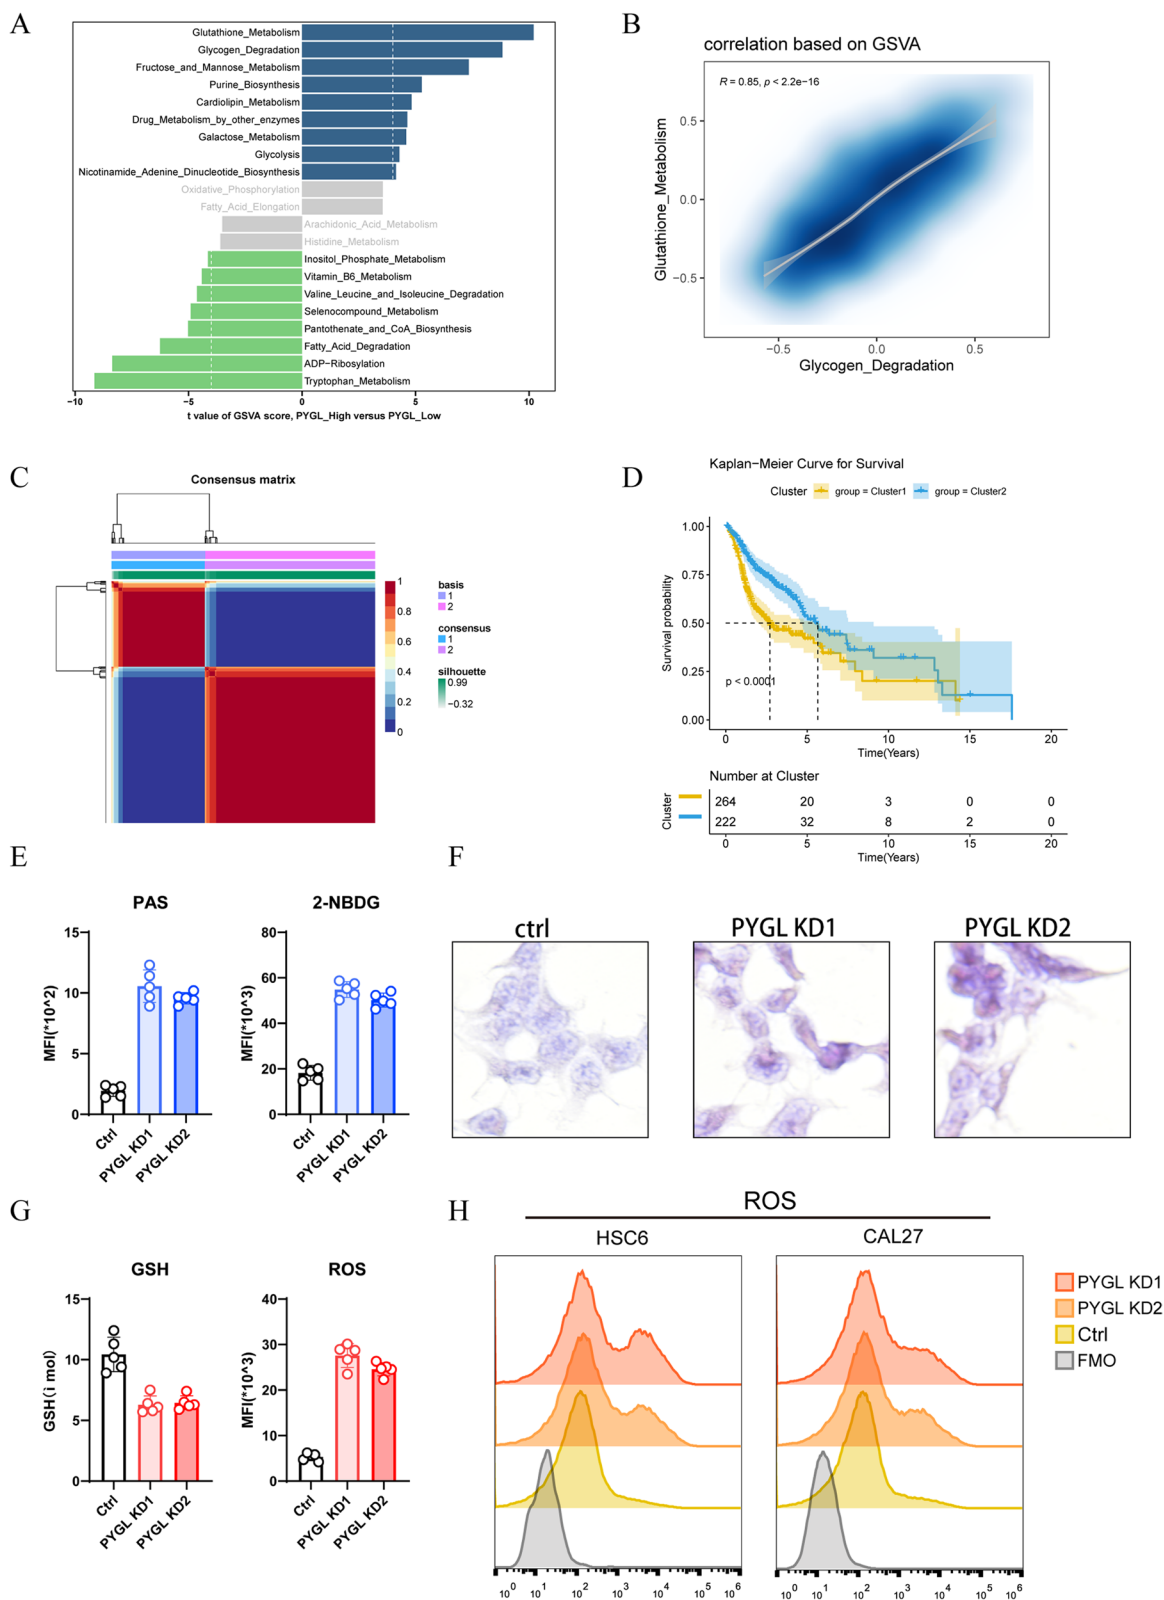 A
Glutathione_Metabolism
Glycogen_Degradation
Fructose_and_Mannose_Metabolism
Purine_Biosynthesis
Cardiolipin_Metabolism
Drug_Metabolism_by_other_enzymes
Galactose_Metabolism
Glycolysis
Nicotinamide_Adenine_Dinucleotide_Biosynthesis
Oxidative_Phosphorylation
Fatty_Acid_Elongation
Arachidonic_Acid_Metabolism
Histidine_Metabolism
Inositol_Phosphate_Metabolism
Vitamin_B6_Metabolism
Valine_Leucine_and_Isoleucine_Degradation
Selenocompound_Metabolism
Pantothenate_and_CoA_Biosynthesis
Fatty_Acid_Degradation
ADP−Ribosylation
Tryptophan_Metabolism
−10 −5 0 5 10
t value of GSVA score, PYGL_High versus PYGL_Low
B
correlation based on GSVA
R = 0.85, p < 2.2e−16
0.5
0.0
−0.5
Glutathione_Metabolism
−0.5 0.0 0.5
Glycogen_Degradation
C
Consensus matrix
1
0.8
0.6
0.4
0.2
0
basis
1
2
consensus
1
2
silhouette
0.99
−0.32
D
Kaplan−Meier Curve for Survival
Cluster group = Cluster1 group = Cluster2
1.00
0.75
0.50
0.25
0.00
Survival probability
p < 0.0001
0 5 10 15 20
Time(Years)
Number at Cluster
Cluster
264 20 3 0 0
222 32 8 2 0
0 5 10 15 20
Time(Years)
E
PAS
15
10
5
0
MFI(*10^2)
Ctrl
PYGL KD1
PYGL KD2
2-NBDG
80
60
40
20
0
MFI(*10^3)
Ctrl
PYGL KD1
PYGL KD2
F
ctrl
PYGL KD1
PYGL KD2
G
GSH
15
10
5
0
GSH(i mol)
Ctrl
PYGL KD1
PYGL KD2
ROS
40
30
20
10
0
MFI(*10^3)
Ctrl
PYGL KD1
PYGL KD2
H
ROS
HSC6
CAL27
10^0 10^1 10^2 10^3 10^4 10^5 10^6
10^0 10^1 10^2 10^3 10^4 10^5 10^6
PYGL KD1
PYGL KD2
Ctrl
FMO